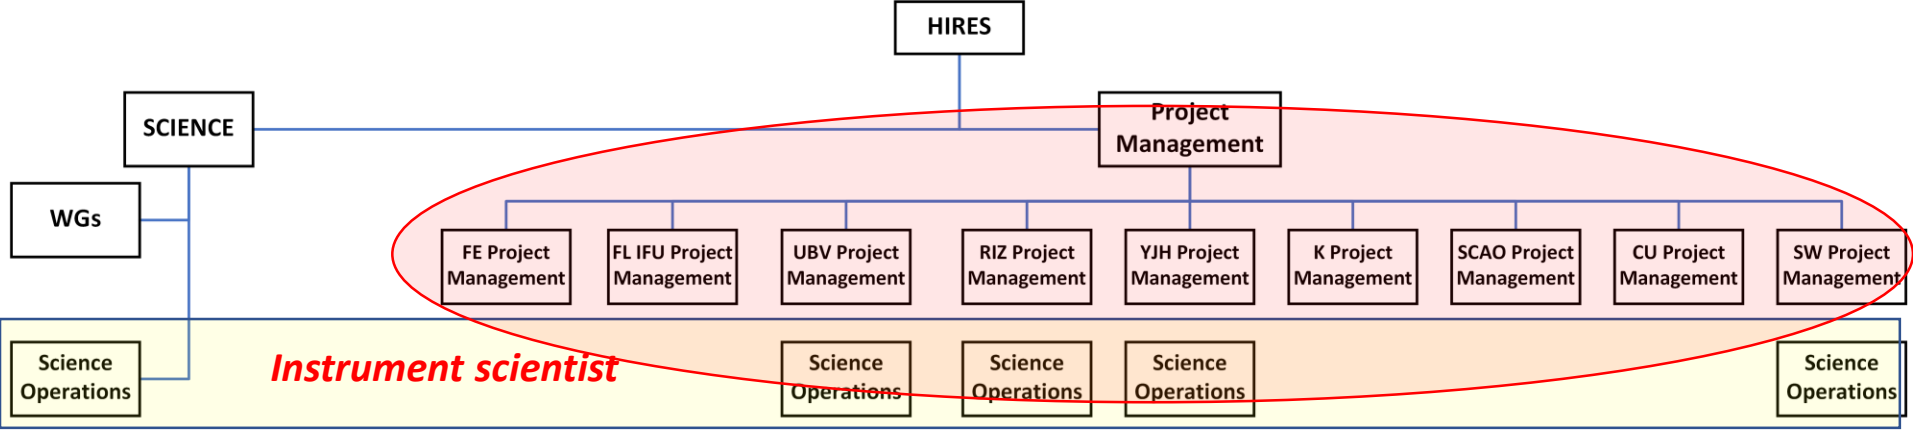 HIRES
SCIENCE
Project
Management
WGs
FE Project
Management
FL IFU Project
Management
UBV Project
Management
RIZ Project
Management
YJH Project
Management
K Project
Management
SCAO Project
Management
CU Project
Management
SW Project
Management
Science
Operations
Instrument scientist
Science
Operations
Science
Operations
Science
Operations
Science
Operations